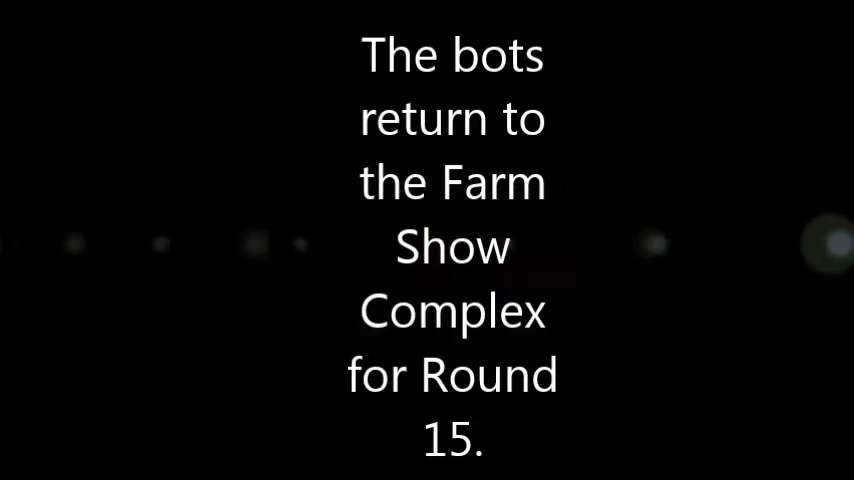 The bots
return to
the Farm
Show
Complex
for Round
15.